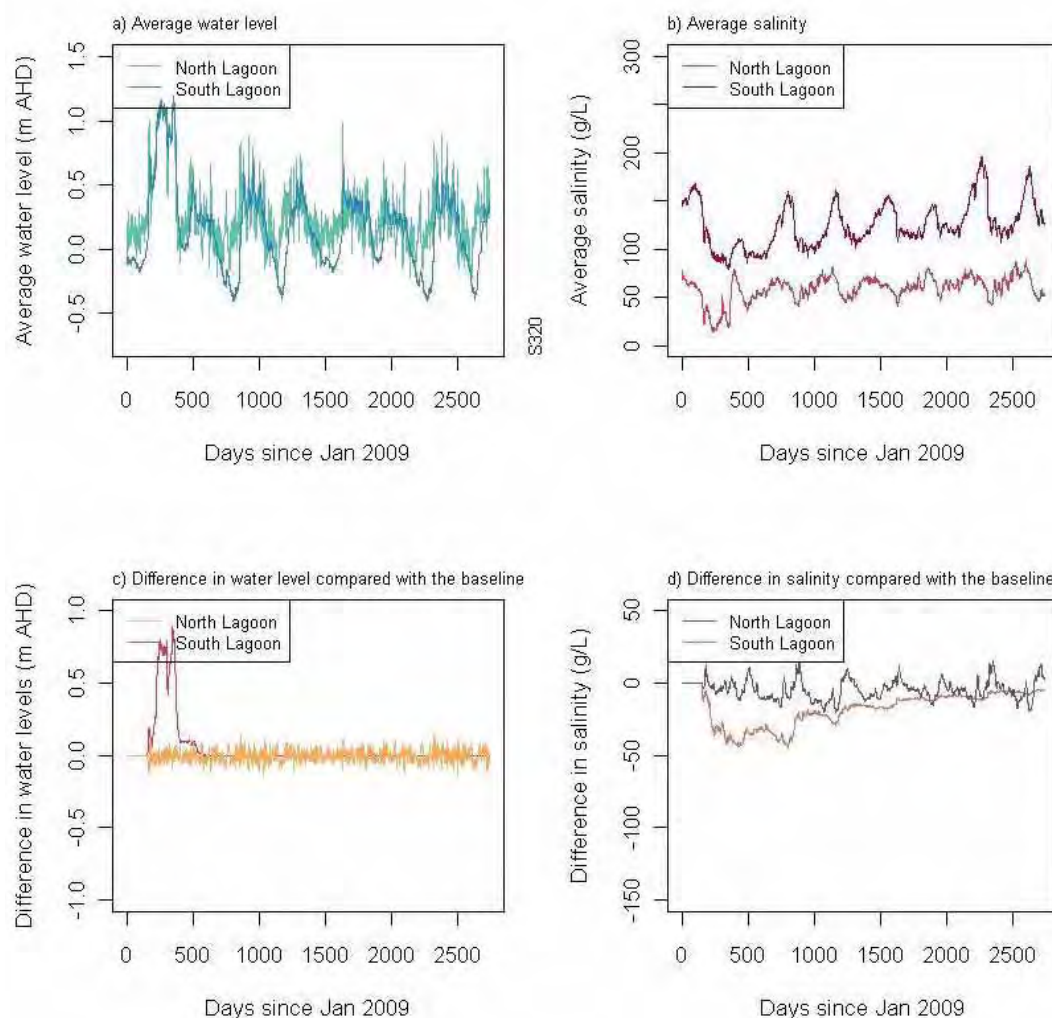 a) Average water level
Average water level (m AHD)
1.5
1.0
0.5
0.0
-0.5
North Lagoon
South Lagoon
0 500 1000 1500 2000 2500
Days since Jan 2009
S320
b) Average salinity
Average salinity (g/L)
300
200
100
50
0
North Lagoon
South Lagoon
0 500 1000 1500 2000 2500
Days since Jan 2009
c) Difference in water level compared with the baseline
Difference in water levels (m AHD)
1.0
0.5
0.0
-0.5
-1.0
North Lagoon
South Lagoon
0 500 1000 1500 2000 2500
Days since Jan 2009
d) Difference in salinity compared with the baseline
Difference in salinity (g/L)
50
0
-50
-100
-150
North Lagoon
South Lagoon
0 500 1000 1500 2000 2500
Days since Jan 2009